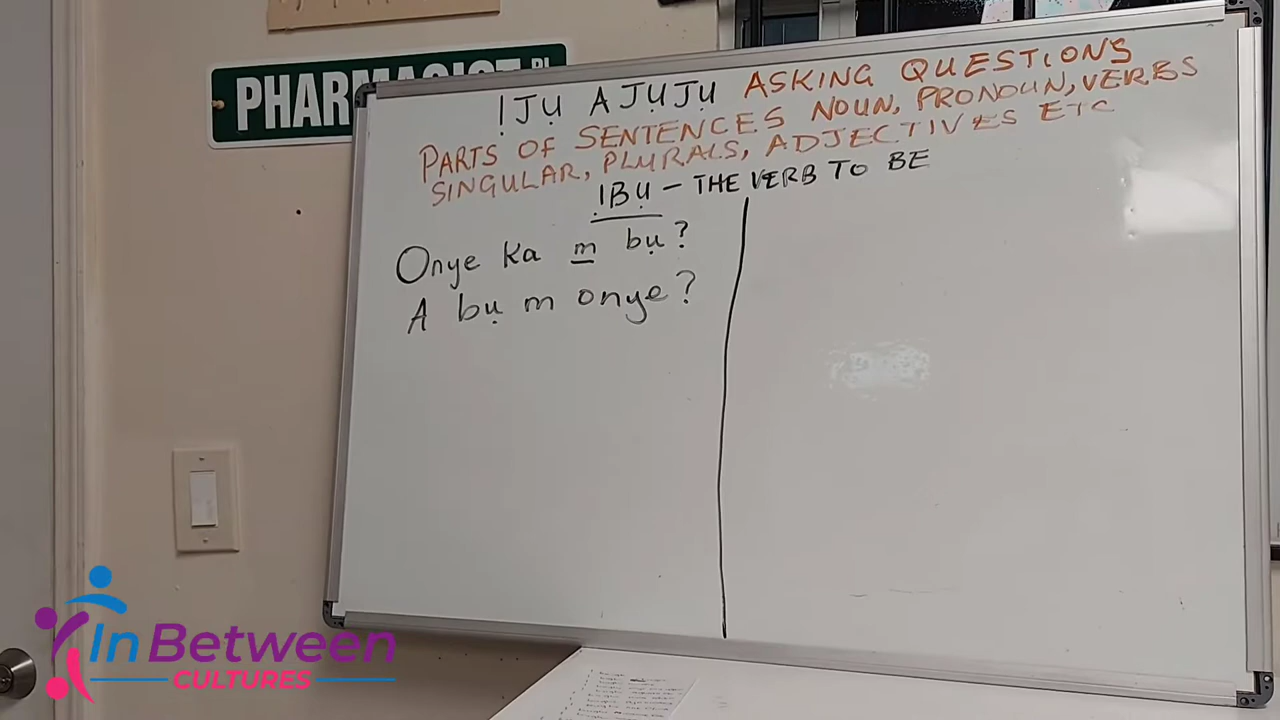 PHARMACIST PL
ỊJỤ AJỤJỤ ASKING QUESTIONS
PARTS OF SENTENCES NOUN, PRONOUN, VERBS
SINGULAR, PLURALS, ADJECTIVES ETC
ỊBỤ - THE VERB TO BE
Onye ka m bụ?
A bụ m onye?
In Between
CULTURES